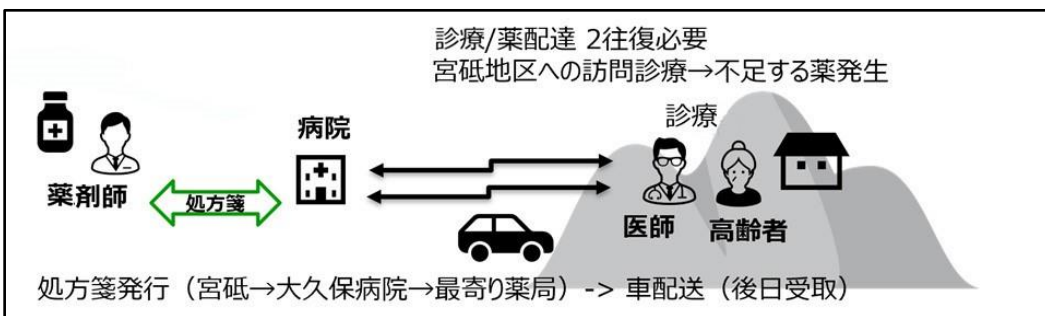 診療/薬配達 2往復必要
宮砥地区への訪問診療→不足する薬発生
診療
病院
薬剤師
処方箋
医師
高齢者
処方箋発行（宮砥→大久保病院→最寄り薬局）-> 車配送（後日受取）